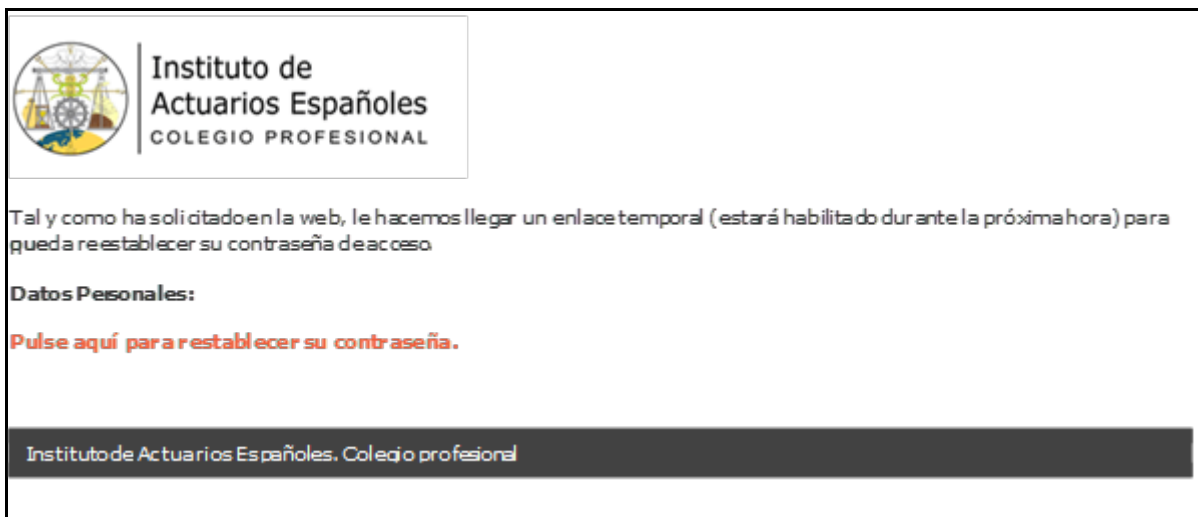 Instituto de
Actuarios Españoles
COLEGIO PROFESIONAL
Tal y como ha solicitado en la web, le hacemos llegar un enlace temporal (estará habilitado durante la próxima hora) para
pueda reestablecer su contraseña de acceso.
Datos Personales:
Pulse aquí para restablecer su contraseña.
Instituto de Actuarios Españoles. Colegio profesional